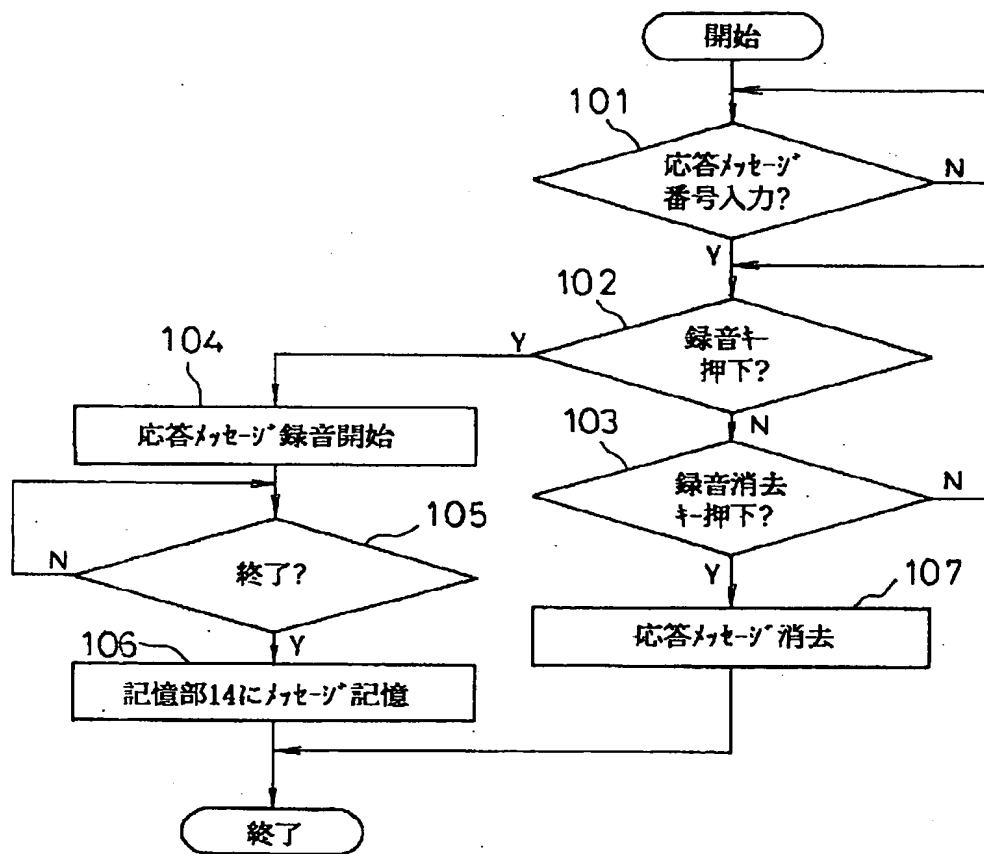 開始
101
応答メッセージ
番号入力?
N
Y
102
録音キー
押下?
Y
N
104
応答メッセージ録音開始
103
録音消去
キー押下?
N
Y
105
終了?
N
Y
107
応答メッセージ消去
106
記憶部14にメッセージ記憶
終了